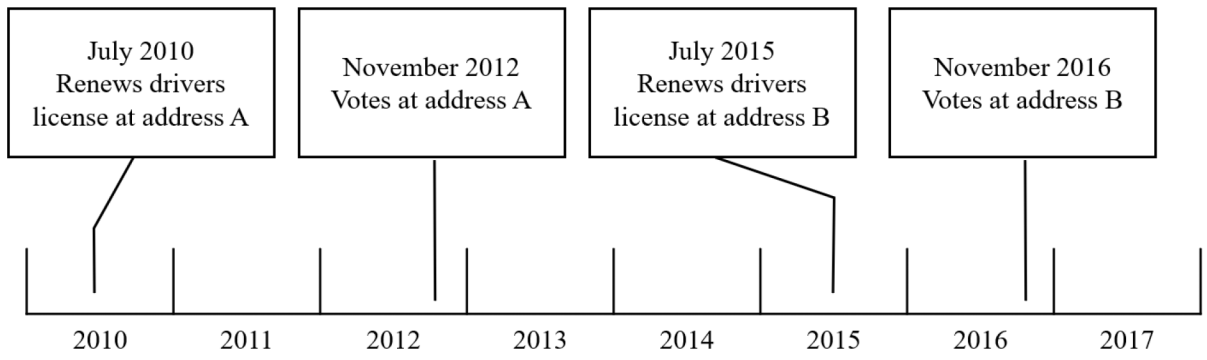 July 2010
Renews drivers
license at address A
November 2012
Votes at address A
July 2015
Renews drivers
license at address B
November 2016
Votes at address B
2010
2011
2012
2013
2014
2015
2016
2017